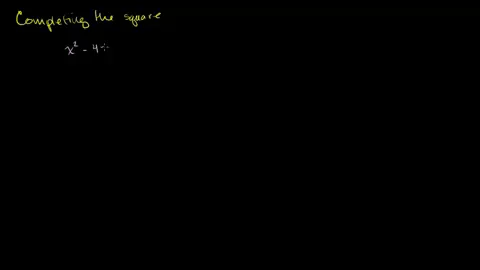 Completing the square
x² - 4